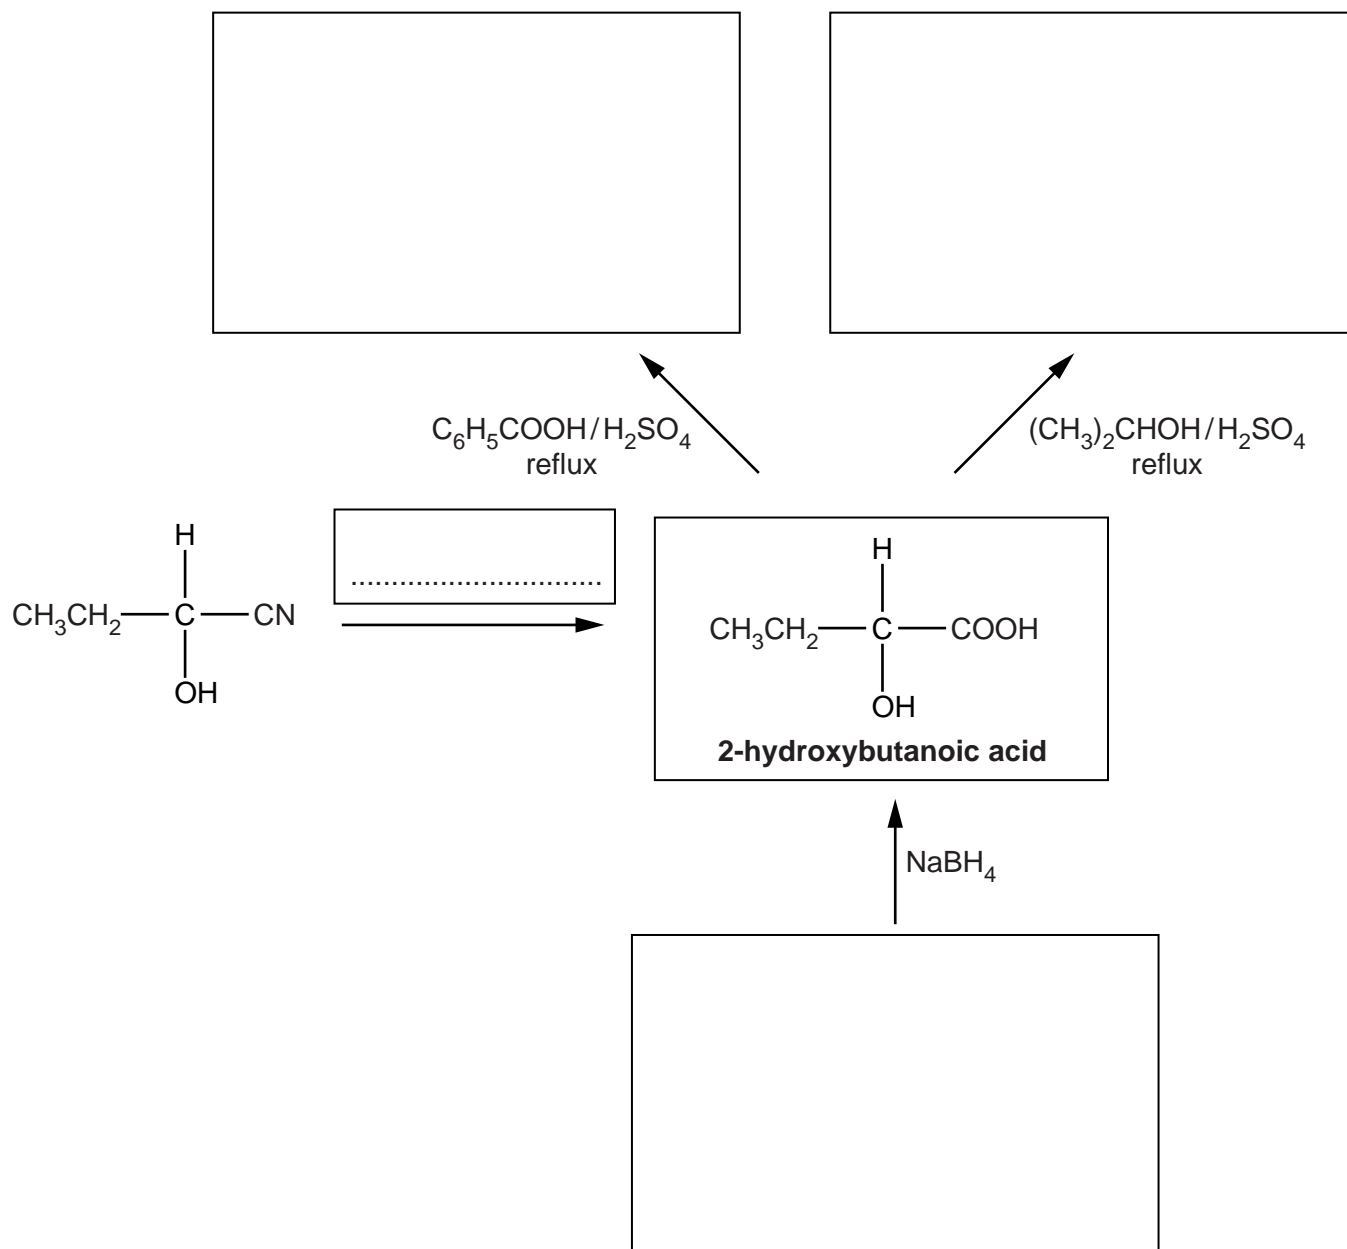 C6H5COOH/H2SO4
reflux
(CH3)2CHOH/H2SO4
reflux
H
CH3CH2 C CN
OH
..............................
H
CH3CH2 C COOH
OH
2-hydroxybutanoic acid
NaBH4